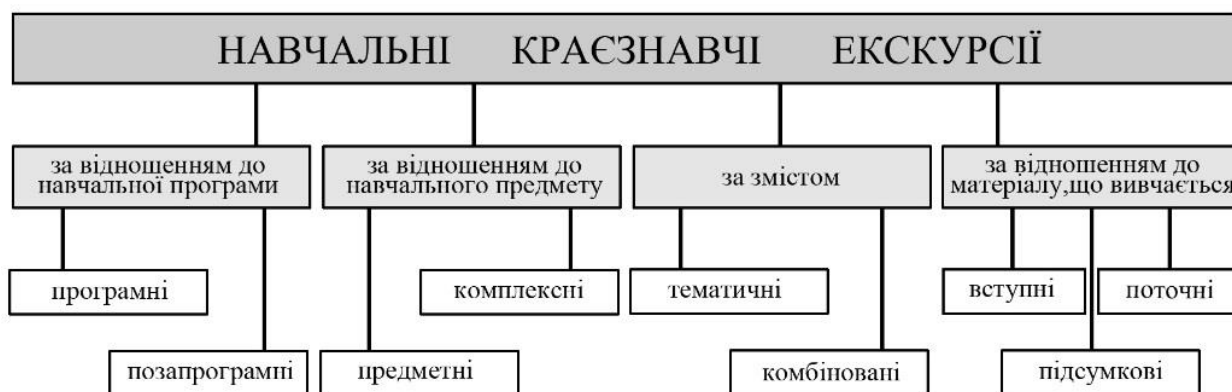 НАВЧАЛЬНІ КРАЄЗНАВЧІ ЕКСКУРСІЇ
за відношенням до
навчальної програми
за відношенням до
навчального предмету
за змістом
за відношенням до
матеріалу,що вивчається
програмні
комплексні
тематичні
вступні
поточні
позапрограмні
предметні
комбіновані
підсумкові